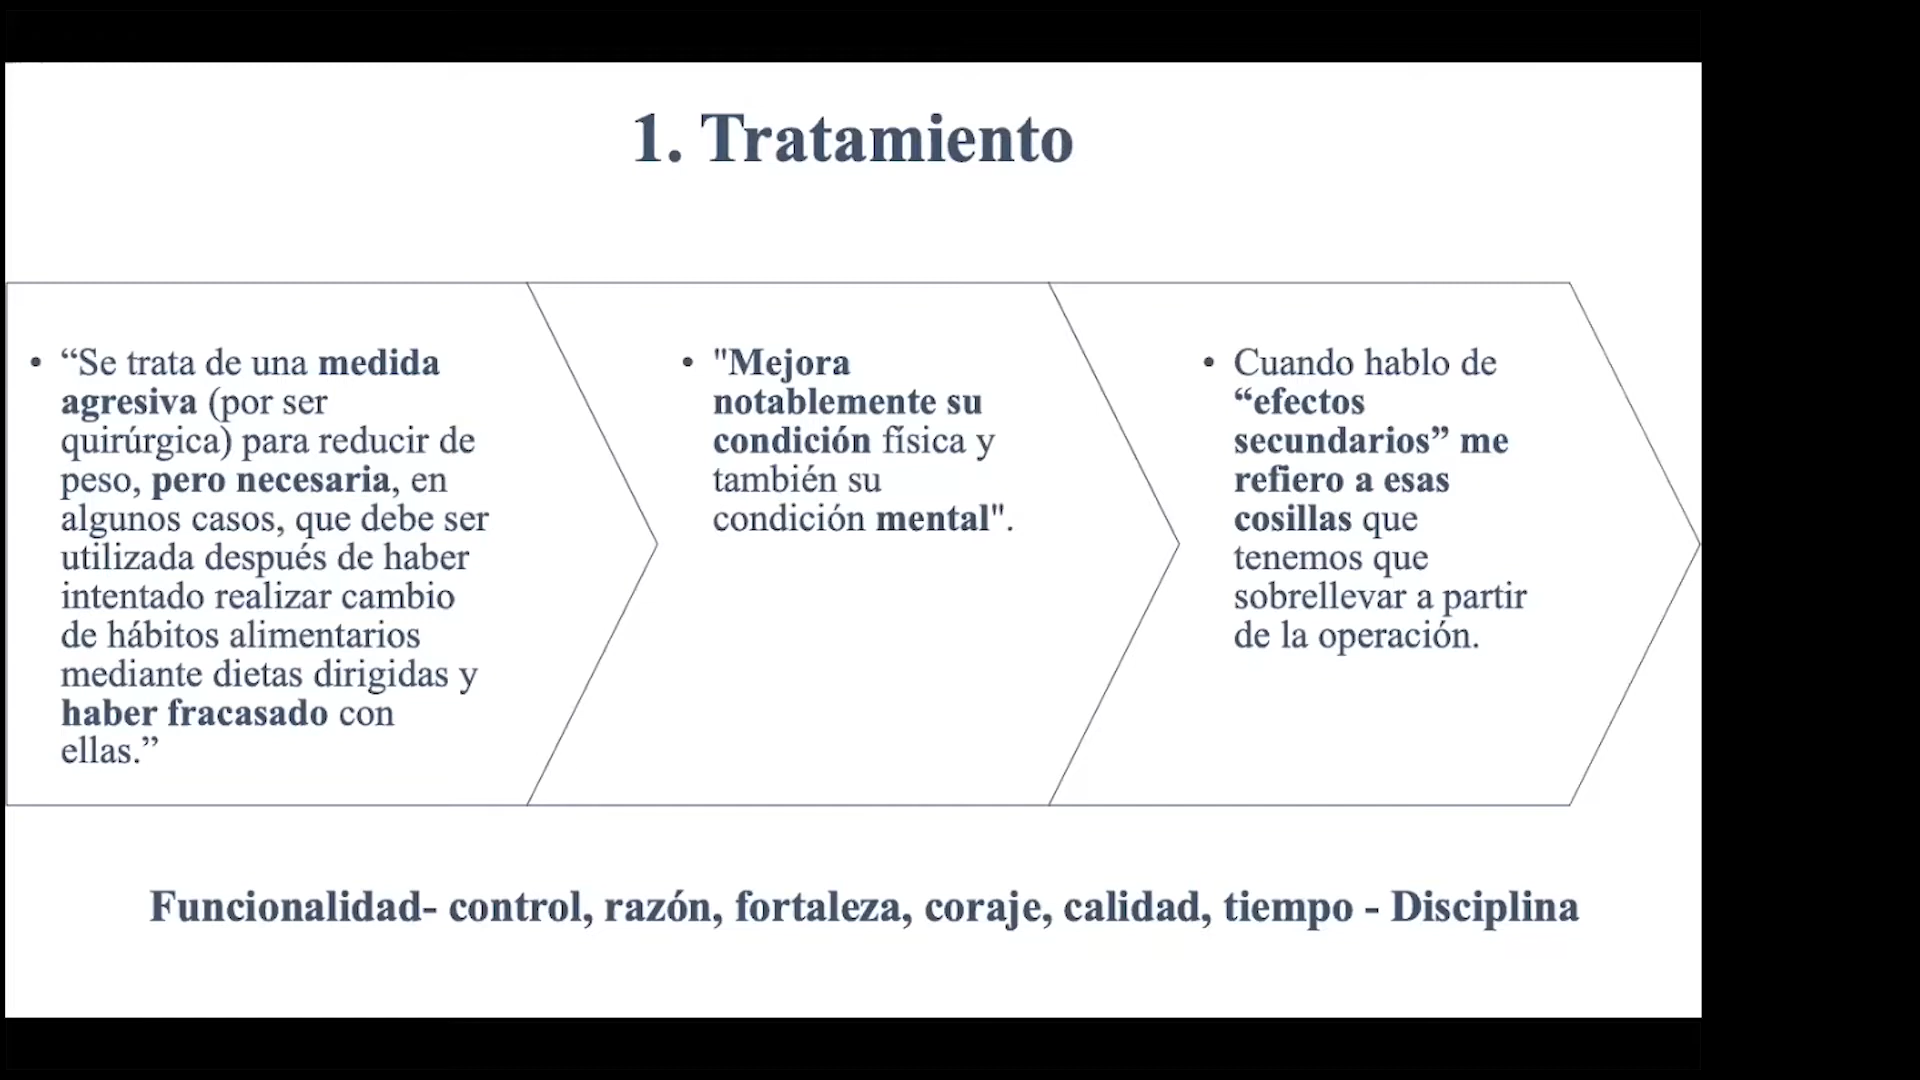 1. Tratamiento
• “Se trata de una medida
agresiva (por ser
quirúrgica) para reducir de
peso, pero necesaria, en
algunos casos, que debe ser
utilizada después de haber
intentado realizar cambio
de hábitos alimentarios
mediante dietas dirigidas y
haber fracasado con
ellas.”
• "Mejora
notablemente su
condición física y
también su
condición mental".
• Cuando hablo de
“efectos
secundarios” me
refiero a esas
cosillas que
tenemos que
sobrellevar a partir
de la operación.
Funcionalidad- control, razón, fortaleza, coraje, calidad, tiempo - Disciplina